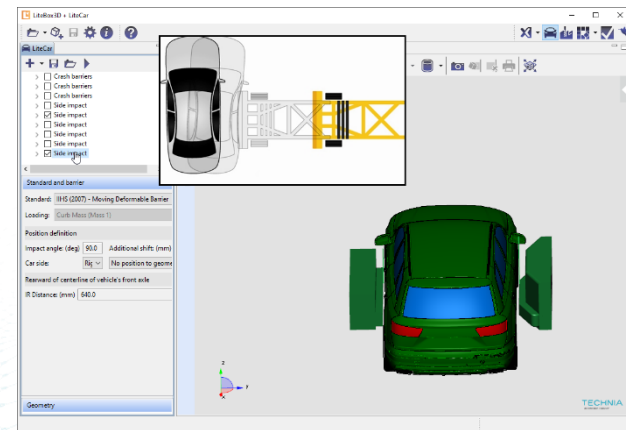 LiteBox3D + LiteCar
LiteCar
Crash barriers
Crash barriers
Crash barriers
Side impact
Side impact
Side impact
Side impact
Side impact
Side impact
Standard and barrier
Standard: IIHS (2007) - Moving Deformable Barrier
Loading: Curb Mass (Mass 1)
Position definition
Impact angle: (deg) 90.0 Additional shift: (mm)
Car side: Rig No position to geome
Rearward of centerline of vehicle's front axle
IR Distance: (mm) 640.0
Geometry
z
y
x
TECHNIA